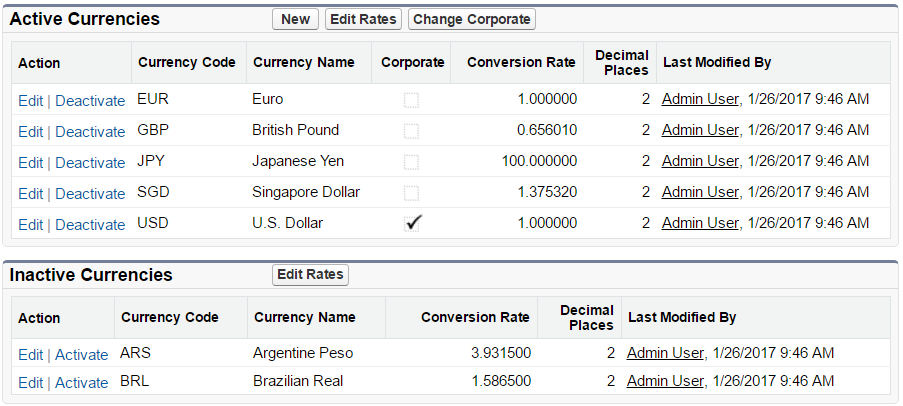 Active Currencies New Edit Rates Change Corporate
Action Currency Code Currency Name Corporate Conversion Rate Decimal Places Last Modified By
Edit | Deactivate EUR Euro 1.000000 2 Admin User, 1/26/2017 9:46 AM
Edit | Deactivate GBP British Pound 0.656010 2 Admin User, 1/26/2017 9:46 AM
Edit | Deactivate JPY Japanese Yen 100.000000 2 Admin User, 1/26/2017 9:46 AM
Edit | Deactivate SGD Singapore Dollar 1.375320 2 Admin User, 1/26/2017 9:46 AM
Edit | Deactivate USD U.S. Dollar 1.000000 2 Admin User, 1/26/2017 9:46 AM
Inactive Currencies Edit Rates
Action Currency Code Currency Name Conversion Rate Decimal Places Last Modified By
Edit | Activate ARS Argentine Peso 3.931500 2 Admin User, 1/26/2017 9:46 AM
Edit | Activate BRL Brazilian Real 1.586500 2 Admin User, 1/26/2017 9:46 AM